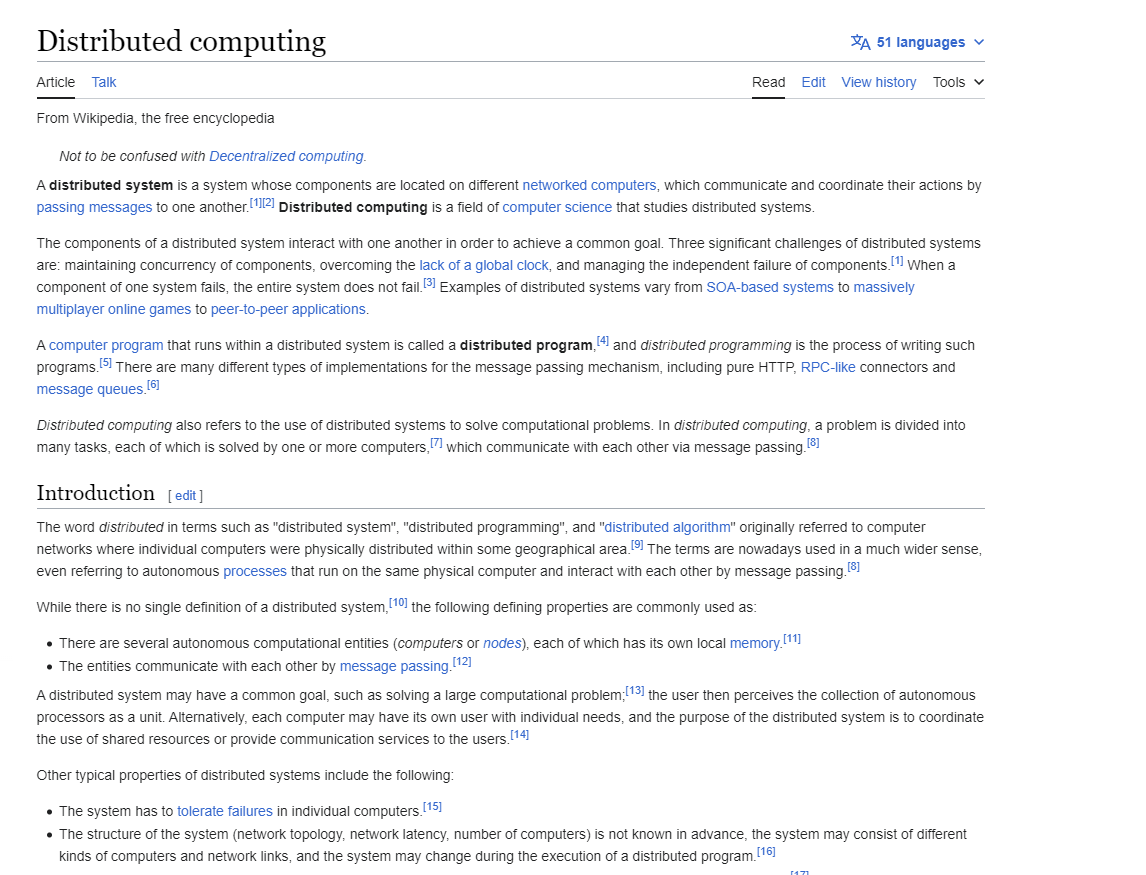 Distributed computing
51 languages
Article Talk Read Edit View history Tools
From Wikipedia, the free encyclopedia
Not to be confused with Decentralized computing.
A distributed system is a system whose components are located on different networked computers, which communicate and coordinate their actions by
passing messages to one another.[1][2] Distributed computing is a field of computer science that studies distributed systems.
The components of a distributed system interact with one another in order to achieve a common goal. Three significant challenges of distributed systems
are: maintaining concurrency of components, overcoming the lack of a global clock, and managing the independent failure of components.[1] When a
component of one system fails, the entire system does not fail.[3] Examples of distributed systems vary from SOA-based systems to massively
multiplayer online games to peer-to-peer applications.
A computer program that runs within a distributed system is called a distributed program,[4] and distributed programming is the process of writing such
programs.[5] There are many different types of implementations for the message passing mechanism, including pure HTTP, RPC-like connectors and
message queues.[6]
Distributed computing also refers to the use of distributed systems to solve computational problems. In distributed computing, a problem is divided into
many tasks, each of which is solved by one or more computers,[7] which communicate with each other via message passing.[8]
Introduction [ edit ]
The word distributed in terms such as "distributed system", "distributed programming", and "distributed algorithm" originally referred to computer
networks where individual computers were physically distributed within some geographical area.[9] The terms are nowadays used in a much wider sense,
even referring to autonomous processes that run on the same physical computer and interact with each other by message passing.[8]
While there is no single definition of a distributed system,[10] the following defining properties are commonly used as:
• There are several autonomous computational entities (computers or nodes), each of which has its own local memory.[11]
• The entities communicate with each other by message passing.[12]
A distributed system may have a common goal, such as solving a large computational problem;[13] the user then perceives the collection of autonomous
processors as a unit. Alternatively, each computer may have its own user with individual needs, and the purpose of the distributed system is to coordinate
the use of shared resources or provide communication services to the users.[14]
Other typical properties of distributed systems include the following:
• The system has to tolerate failures in individual computers.[15]
• The structure of the system (network topology, network latency, number of computers) is not known in advance, the system may consist of different
kinds of computers and network links, and the system may change during the execution of a distributed program.[16]
[17]